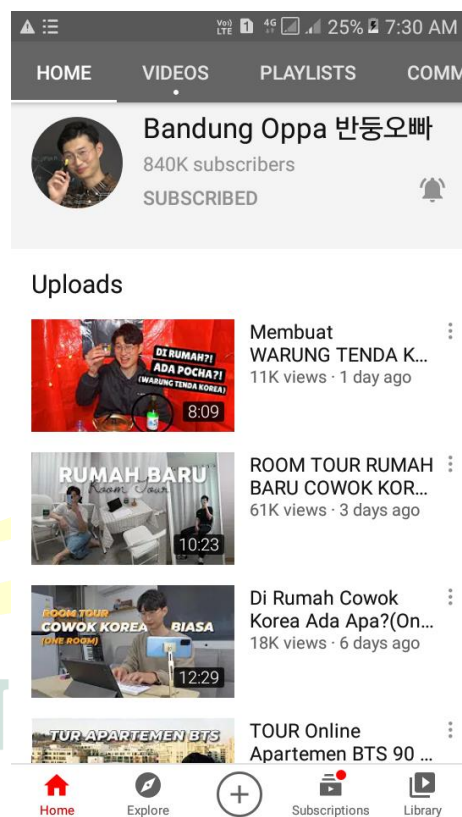 Voi) LTE 1 4G 25% 7:30 AM
HOME VIDEOS PLAYLISTS COMM
Bandung Oppa 반둥오빠
840K subscribers
SUBSCRIBED
Uploads
DI RUMAH?!
ADA POCHA?!
(WARUNG TENDA KOREA)
8:09
Membuat
WARUNG TENDA K...
11K views · 1 day ago
RUMAH BARU
Room Tour
10:23
ROOM TOUR RUMAH
BARU COWOK KOR...
61K views · 3 days ago
ROOM TOUR
COWOK KOREA BIASA
(ONE ROOM)
12:29
Di Rumah Cowok
Korea Ada Apa?(On...
18K views · 6 days ago
TUR APARTEMEN BTS
TOUR Online
Apartemen BTS 90 ...
Home Explore Subscriptions Library